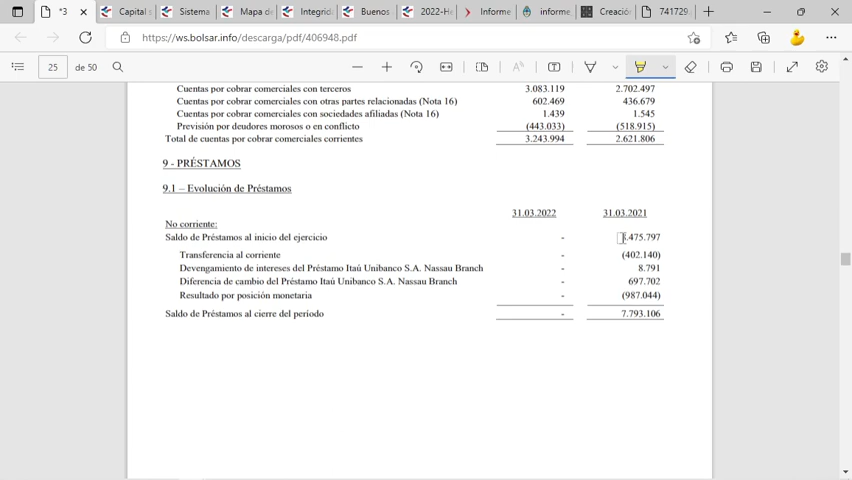 *3
Capital s
Sistema
Mapa de
Integrid
Buenos
2022-He
Informe
informe
Creació
741729.
https://ws.bolsar.info/descarga/pdf/406948.pdf
25 de 50
Cuentas por cobrar comerciales con terceros 3.083.119 2.702.497
Cuentas por cobrar comerciales con otras partes relacionadas (Nota 16) 602.469 436.679
Cuentas por cobrar comerciales con sociedades afiliadas (Nota 16) 1.439 1.545
Previsión por deudores morosos o en conflicto (443.033) (518.915)
Total de cuentas por cobrar comerciales corrientes 3.243.994 2.621.806
9 - PRÉSTAMOS
9.1 – Evolución de Préstamos
31.03.2022 31.03.2021
No corriente:
Saldo de Préstamos al inicio del ejercicio - .475.797
Transferencia al corriente - (402.140)
Devengamiento de intereses del Préstamo Itaú Unibanco S.A. Nassau Branch - 8.791
Diferencia de cambio del Préstamo Itaú Unibanco S.A. Nassau Branch - 697.702
Resultado por posición monetaria - (987.044)
Saldo de Préstamos al cierre del período - 7.793.106